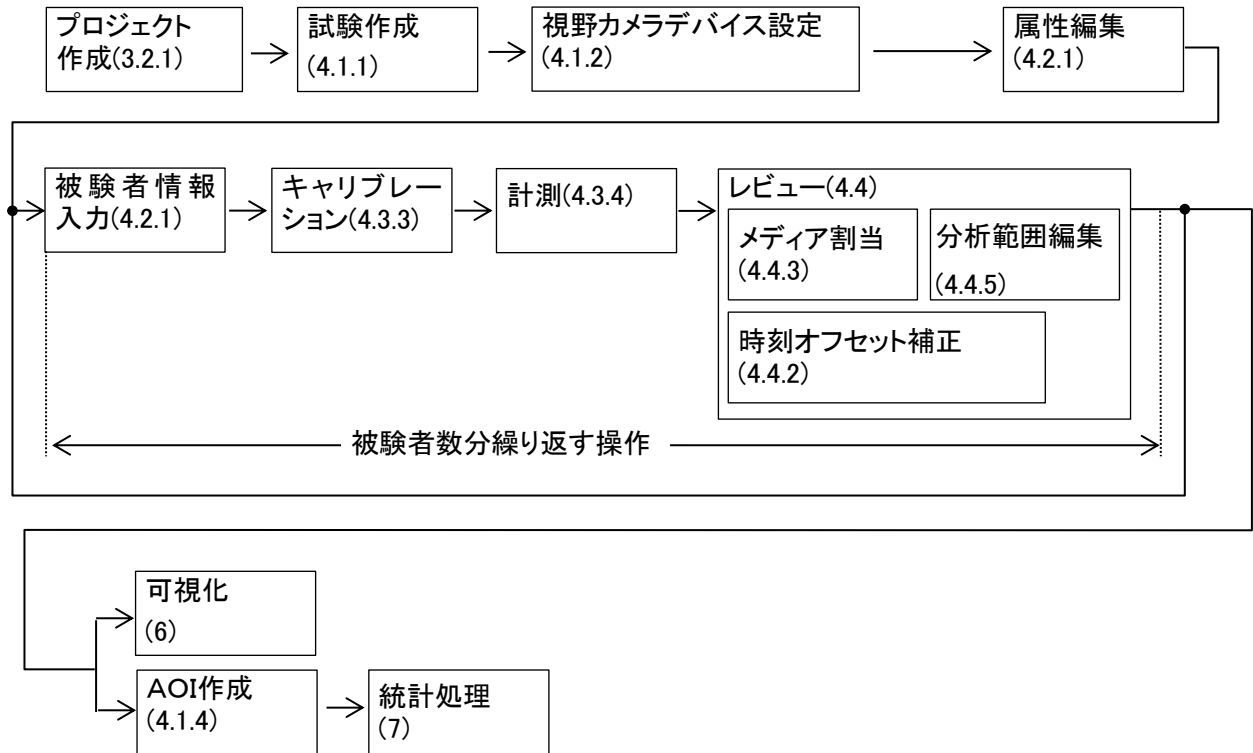 プロジェクト
作成(3.2.1)
試験作成
(4.1.1)
視野カメラデバイス設定
(4.1.2)
属性編集
(4.2.1)
被験者情報
入力(4.2.1)
キャリブレー
ション(4.3.3)
計測(4.3.4)
レビュー(4.4)
メディア割当
(4.4.3)
分析範囲編集
(4.4.5)
時刻オフセット補正
(4.4.2)
被験者数分繰り返す操作
可視化
(6)
AOI作成
(4.1.4)
統計処理
(7)